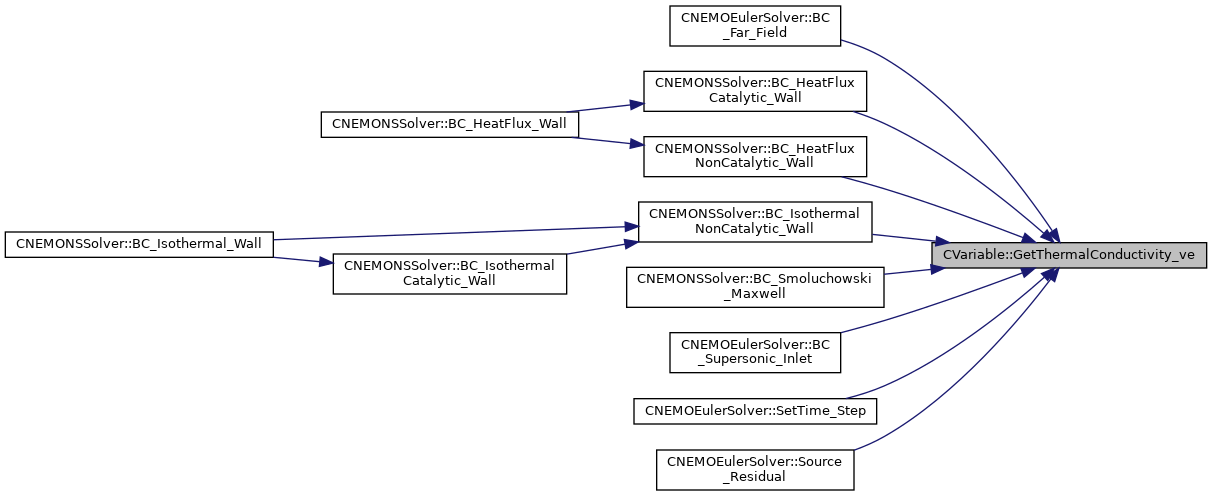 CNEMOEulerSolver::BC
_Far_Field
CNEMONSSolver::BC_HeatFlux
Catalytic_Wall
CNEMONSSolver::BC_HeatFlux_Wall
CNEMONSSolver::BC_HeatFlux
NonCatalytic_Wall
CNEMONSSolver::BC_Isothermal
NonCatalytic_Wall
CNEMONSSolver::BC_Isothermal_Wall
CVariable::GetThermalConductivity_ve
CNEMONSSolver::BC_Isothermal
Catalytic_Wall
CNEMONSSolver::BC_Smoluchowski
_Maxwell
CNEMOEulerSolver::BC
_Supersonic_Inlet
CNEMOEulerSolver::SetTime_Step
CNEMOEulerSolver::Source
_Residual